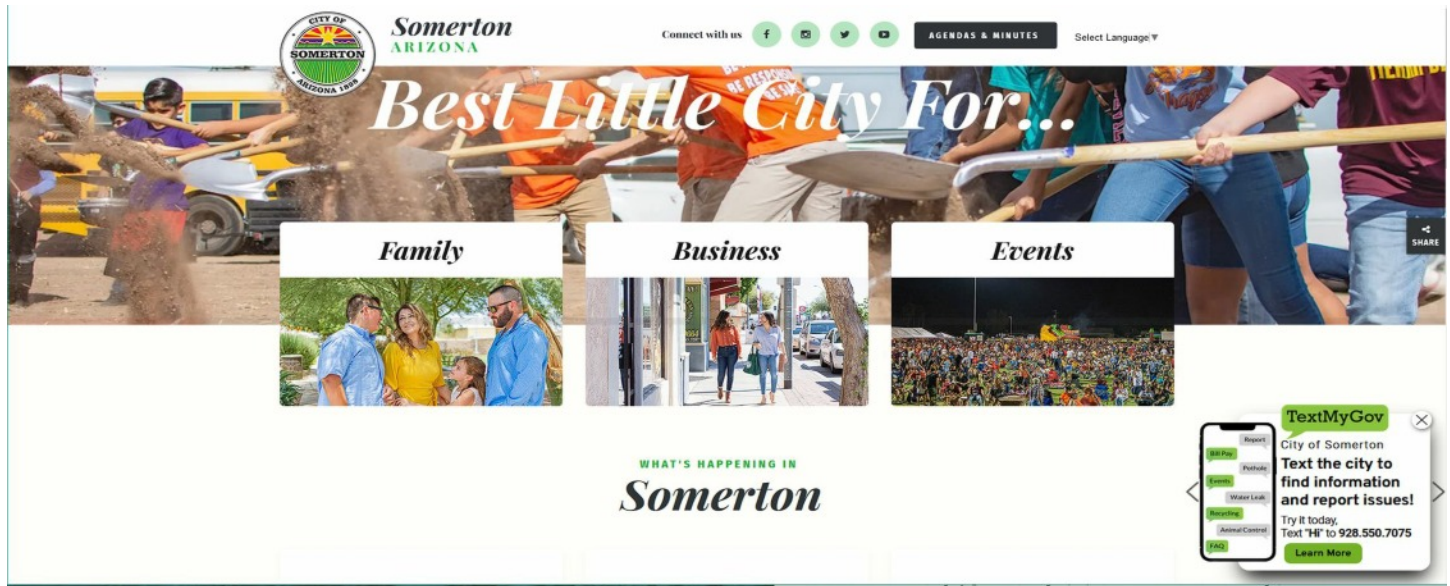 CITY OF
SOMERTON
ARIZONA 1898
Somerton
ARIZONA
Connect with us
AGENDAS & MINUTES
Select Language▼
Best Little City For...
SHARE
Family
Business
Events
WHAT'S HAPPENING IN
Somerton
TextMyGov
City of Somerton
Text the city to
find information
and report issues!
Try it today,
Text "Hi" to 928.550.7075
Learn More
Report
Bill Pay
Pothole
Events
Water Leak
Recycling
Animal Control
FAQ